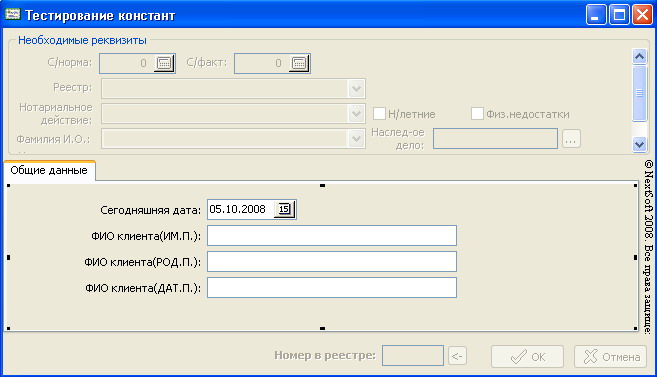 Тестирование констант
Необходимые реквизиты
С/норма: 0 С/факт: 0
Реестр:
Нотариальное действие:
Н/летние Физ.недостатки
Фамилия И.О.: Наслед-ое дело: ...
Общие данные
Сегодняшняя дата: 05.10.2008 15
ФИО клиента(ИМ.П.):
ФИО клиента(РОД.П.):
ФИО клиента(ДАТ.П.):
Номер в реестре: <- OK Отмена
© NextSoft 2008. Все права защище